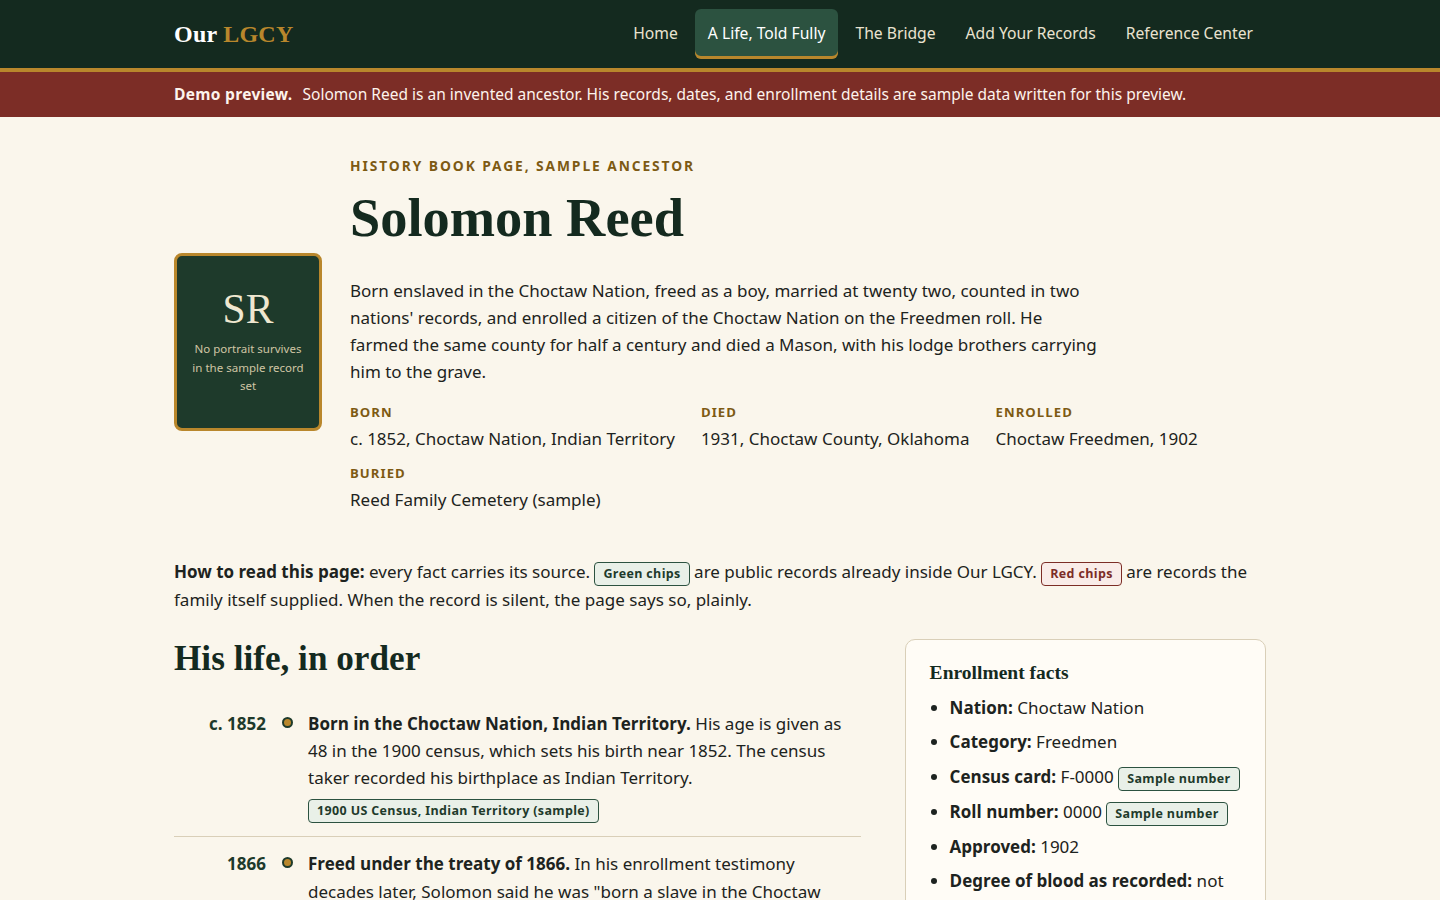 Our LGCY
Home
A Life, Told Fully
The Bridge
Add Your Records
Reference Center
Demo preview. Solomon Reed is an invented ancestor. His records, dates, and enrollment details are sample data written for this preview.
HISTORY BOOK PAGE, SAMPLE ANCESTOR
Solomon Reed
SR
No portrait survives
in the sample record
set
Born enslaved in the Choctaw Nation, freed as a boy, married at twenty two, counted in two
nations' records, and enrolled a citizen of the Choctaw Nation on the Freedmen roll. He
farmed the same county for half a century and died a Mason, with his lodge brothers carrying
him to the grave.
BORN
c. 1852, Choctaw Nation, Indian Territory
DIED
1931, Choctaw County, Oklahoma
ENROLLED
Choctaw Freedmen, 1902
BURIED
Reed Family Cemetery (sample)
How to read this page: every fact carries its source. Green chips are public records already inside Our LGCY. Red chips are records the
family itself supplied. When the record is silent, the page says so, plainly.
His life, in order
c. 1852
Born in the Choctaw Nation, Indian Territory. His age is given as
48 in the 1900 census, which sets his birth near 1852. The census
taker recorded his birthplace as Indian Territory.
1900 US Census, Indian Territory (sample)
1866
Freed under the treaty of 1866. In his enrollment testimony
decades later, Solomon said he was "born a slave in the Choctaw
Enrollment facts
Nation: Choctaw Nation
Category: Freedmen
Census card: F-0000 Sample number
Roll number: 0000 Sample number
Approved: 1902
Degree of blood as recorded: not